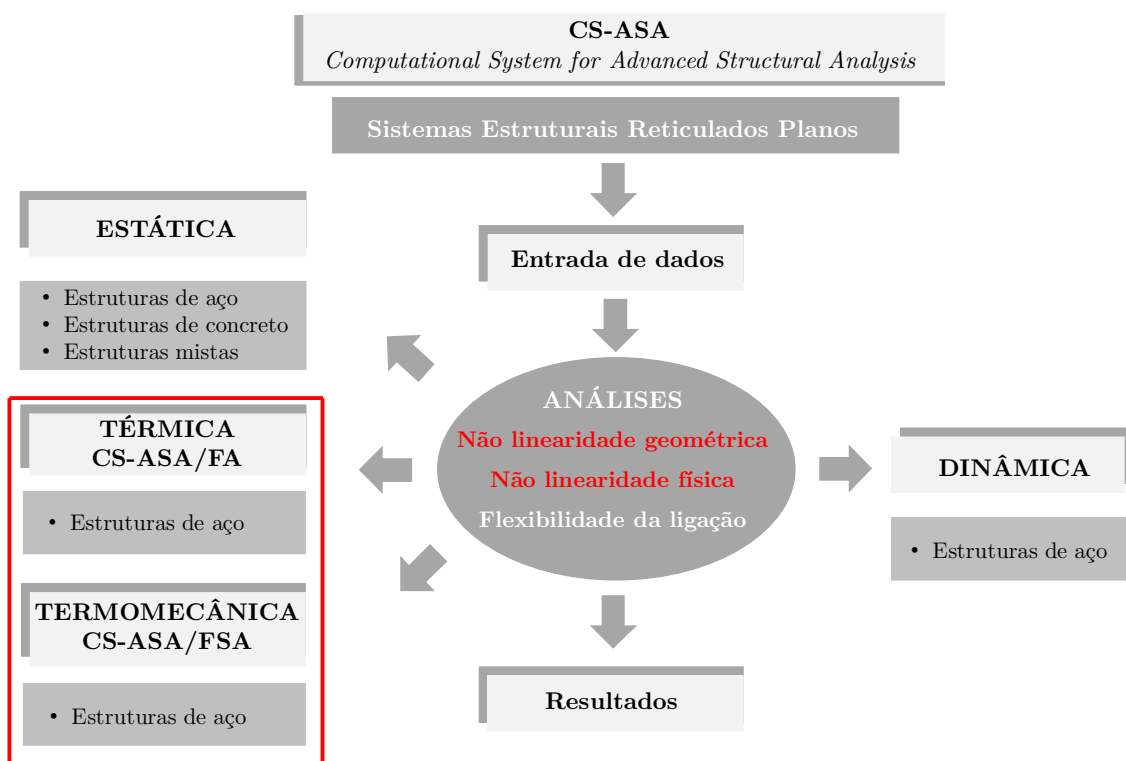 CS-ASA
Computational System for Advanced Structural Analysis
Sistemas Estruturais Reticulados Planos
Entrada de dados
ESTÁTICA
• Estruturas de aço
• Estruturas de concreto
• Estruturas mistas
TÉRMICA
CS-ASA/FA
• Estruturas de aço
TERMOMECÂNICA
CS-ASA/FSA
• Estruturas de aço
ANÁLISES
Não linearidade geométrica
Não linearidade física
Flexibilidade da ligação
DINÂMICA
• Estruturas de aço
Resultados